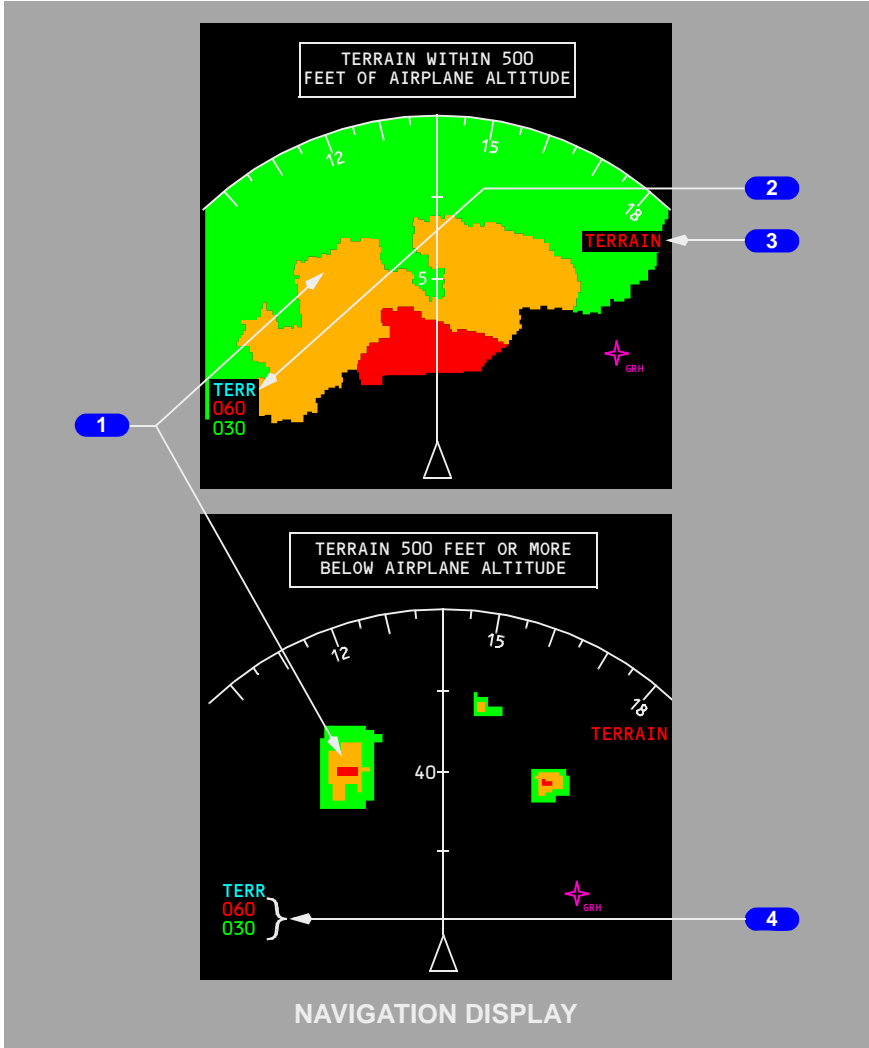 TERRAIN WITHIN 500
FEET OF AIRPLANE ALTITUDE
12
15
18
2
TERRAIN
3
5
GRH
TERR
060
030
1
TERRAIN 500 FEET OR MORE
BELOW AIRPLANE ALTITUDE
12
15
18
TERRAIN
40
TERR
060
030
GRH
4
NAVIGATION DISPLAY